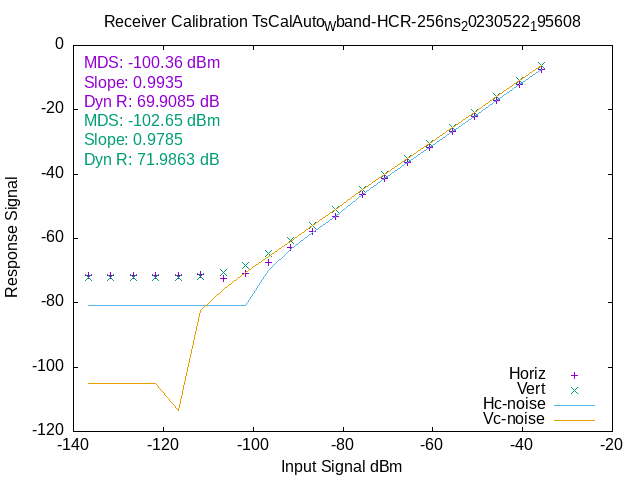 Receiver Calibration TsCalAutoWband-HCR-256ns20230522195608
0
-20
-40
-60
-80
-100
-120
Response Signal
MDS: -100.36 dBm
Slope: 0.9935
Dyn R: 69.9085 dB
MDS: -102.65 dBm
Slope: 0.9785
Dyn R: 71.9863 dB
Horiz
Vert
Hc-noise
Vc-noise
-140 -120 -100 -80 -60 -40 -20
Input Signal dBm